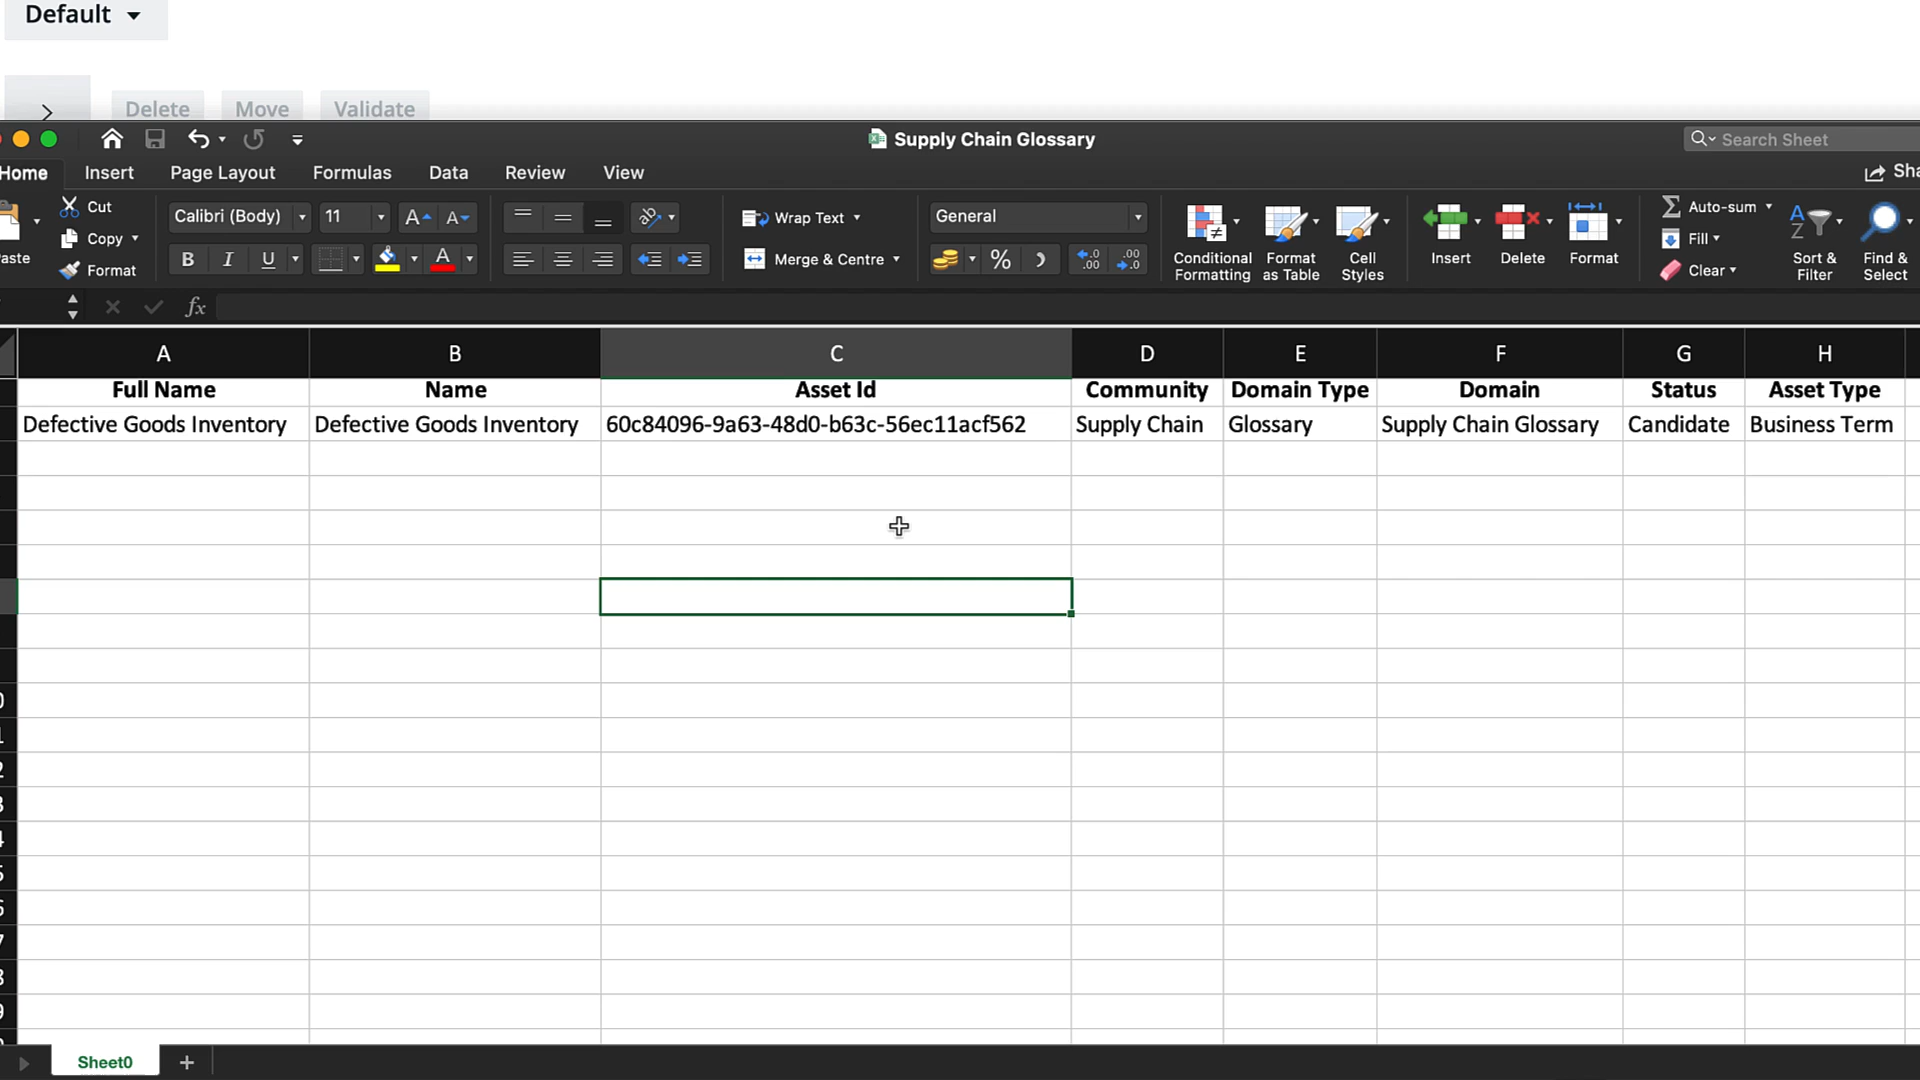 Default
Delete Move Validate
Supply Chain Glossary
Search Sheet
Home Insert Page Layout Formulas Data Review View
Cut
Calibri (Body) 11
Wrap Text
General
Auto-sum
Copy
Fill
Format
Merge & Centre
Conditional Formatting
Format as Table
Cell Styles
Insert
Delete
Format
Clear
Sort & Filter
Find & Select
fx
A B C D E F G H
Full Name Name Asset Id Community Domain Type Domain Status Asset Type
Defective Goods Inventory Defective Goods Inventory 60c84096-9a63-48d0-b63c-56ec11acf562 Supply Chain Glossary Supply Chain Glossary Candidate Business Term
Sheet0 +